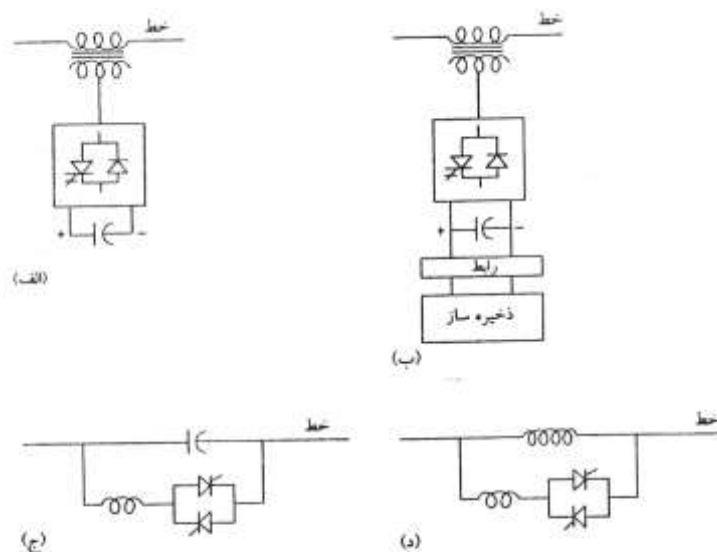 خط
خط
+
-
+
-
رابط
ذخیره ساز
(الف)
(ب)
خط
خط
(ج)
(د)